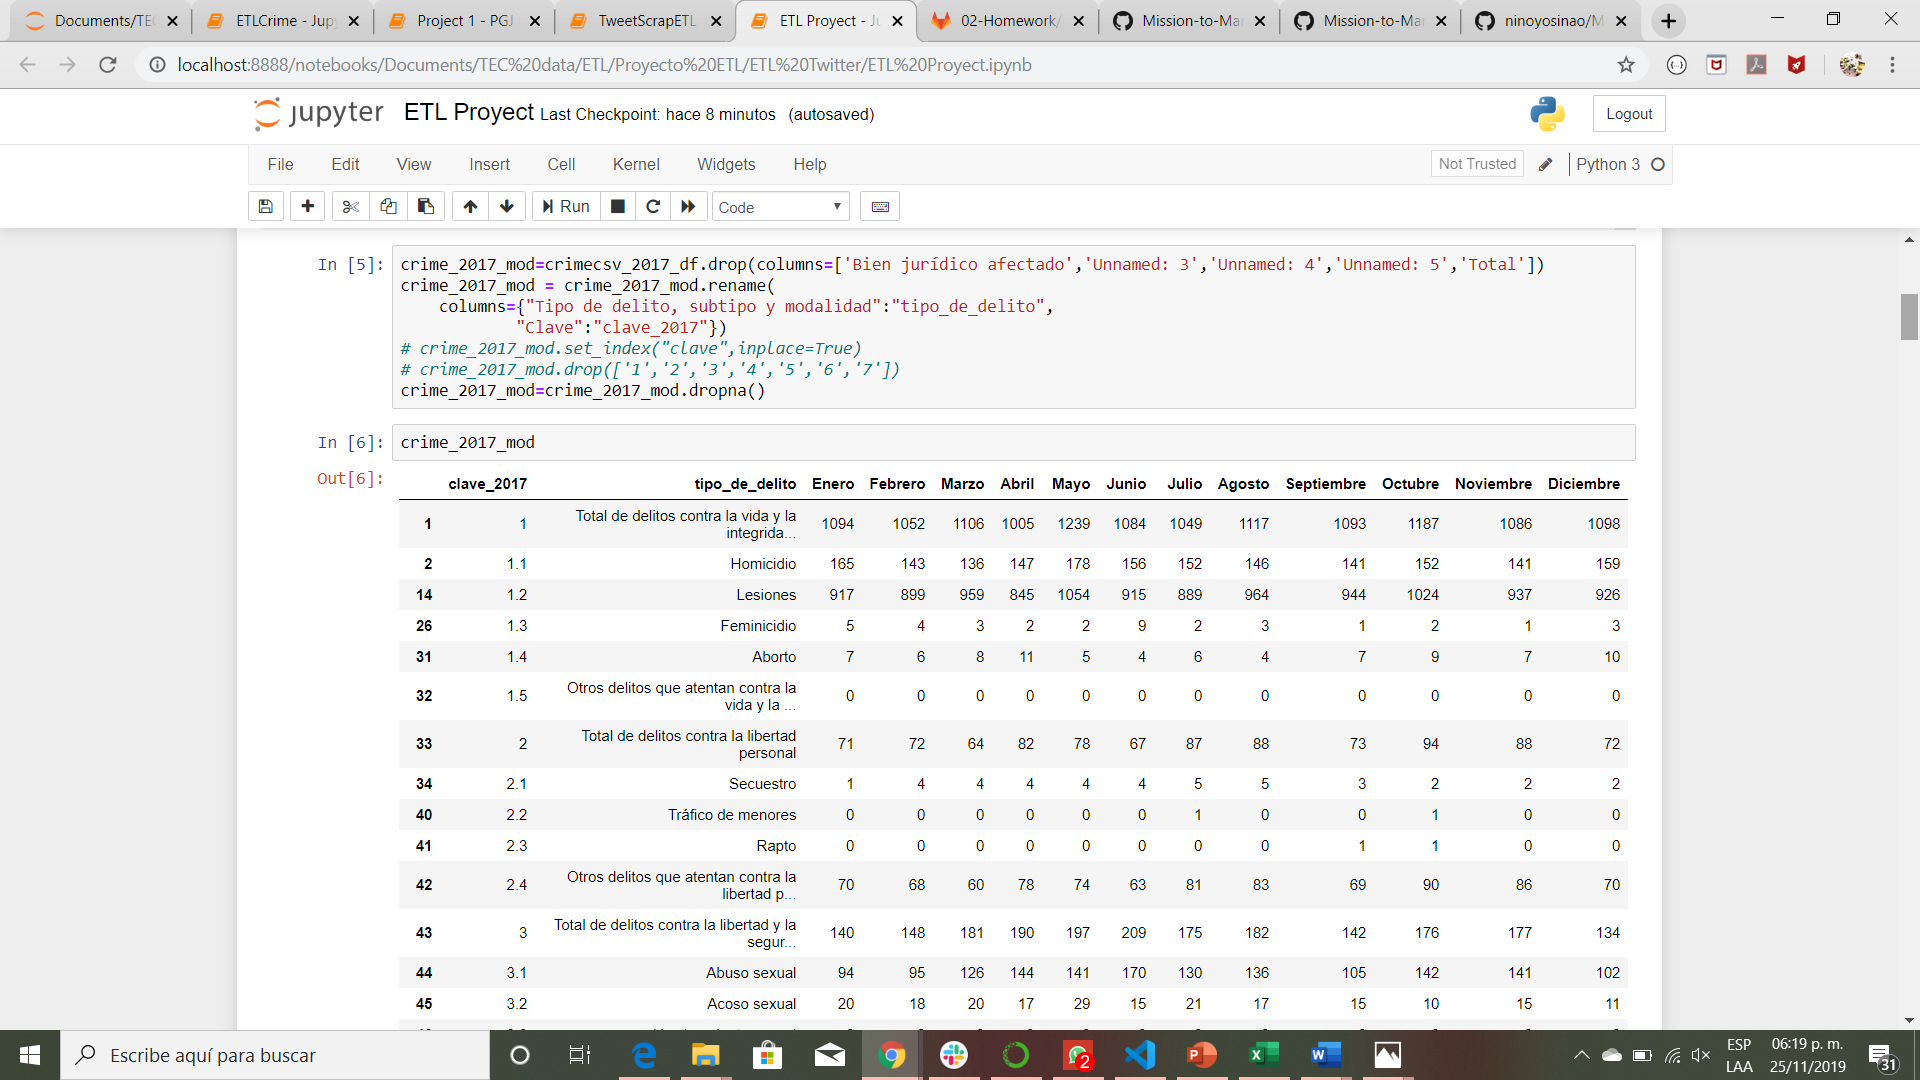 Documents/TEC
ETLCrime - Jupy
Project 1 - PGJ
TweetScrapETL
ETL Proyect - Ju
02-Homework/
Mission-to-Mar
Mission-to-Mar
ninoyosinao/M
localhost:8888/notebooks/Documents/TEC%20data/ETL/Proyecto%20ETL/ETL%20Twitter/ETL%20Proyect.ipynb
jupyter ETL Proyect Last Checkpoint: hace 8 minutos (autosaved)
Logout
File Edit View Insert Cell Kernel Widgets Help
Not Trusted
Python 3
Run
Code
In [5]:
crime_2017_mod=crimecsv_2017_df.drop(columns=['Bien jurídico afectado','Unnamed: 3','Unnamed: 4','Unnamed: 5','Total'])
crime_2017_mod = crime_2017_mod.rename(
columns={"Tipo de delito, subtipo y modalidad":"tipo_de_delito",
"Clave":"clave_2017"})
# crime_2017_mod.set_index("clave",inplace=True)
# crime_2017_mod.drop(['1','2','3','4','5','6','7'])
crime_2017_mod=crime_2017_mod.dropna()
In [6]: crime_2017_mod
Out[6]:
clave_2017 tipo_de_delito Enero Febrero Marzo Abril Mayo Junio Julio Agosto Septiembre Octubre Noviembre Diciembre
1 1 Total de delitos contra la vida y la integrida... 1094 1052 1106 1005 1239 1084 1049 1117 1093 1187 1086 1098
2 1.1 Homicidio 165 143 136 147 178 156 152 146 141 152 141 159
14 1.2 Lesiones 917 899 959 845 1054 915 889 964 944 1024 937 926
26 1.3 Feminicidio 5 4 3 2 2 9 2 3 1 2 1 3
31 1.4 Aborto 7 6 8 11 5 4 6 4 7 9 7 10
32 1.5 Otros delitos que atentan contra la vida y la ... 0 0 0 0 0 0 0 0 0 0 0 0
33 2 Total de delitos contra la libertad personal 71 72 64 82 78 67 87 88 73 94 88 72
34 2.1 Secuestro 1 4 4 4 4 4 5 5 3 2 2 2
40 2.2 Tráfico de menores 0 0 0 0 0 0 1 0 0 1 0 0
41 2.3 Rapto 0 0 0 0 0 0 0 0 1 1 0 0
42 2.4 Otros delitos que atentan contra la libertad p... 70 68 60 78 74 63 81 83 69 90 86 70
43 3 Total de delitos contra la libertad y la segur... 140 148 181 190 197 209 175 182 142 176 177 134
44 3.1 Abuso sexual 94 95 126 144 141 170 130 136 105 142 141 102
45 3.2 Acoso sexual 20 18 20 17 29 15 21 17 15 10 15 11
Escribe aquí para buscar
2
ESP
LAA
06:19 p. m.
25/11/2019
31